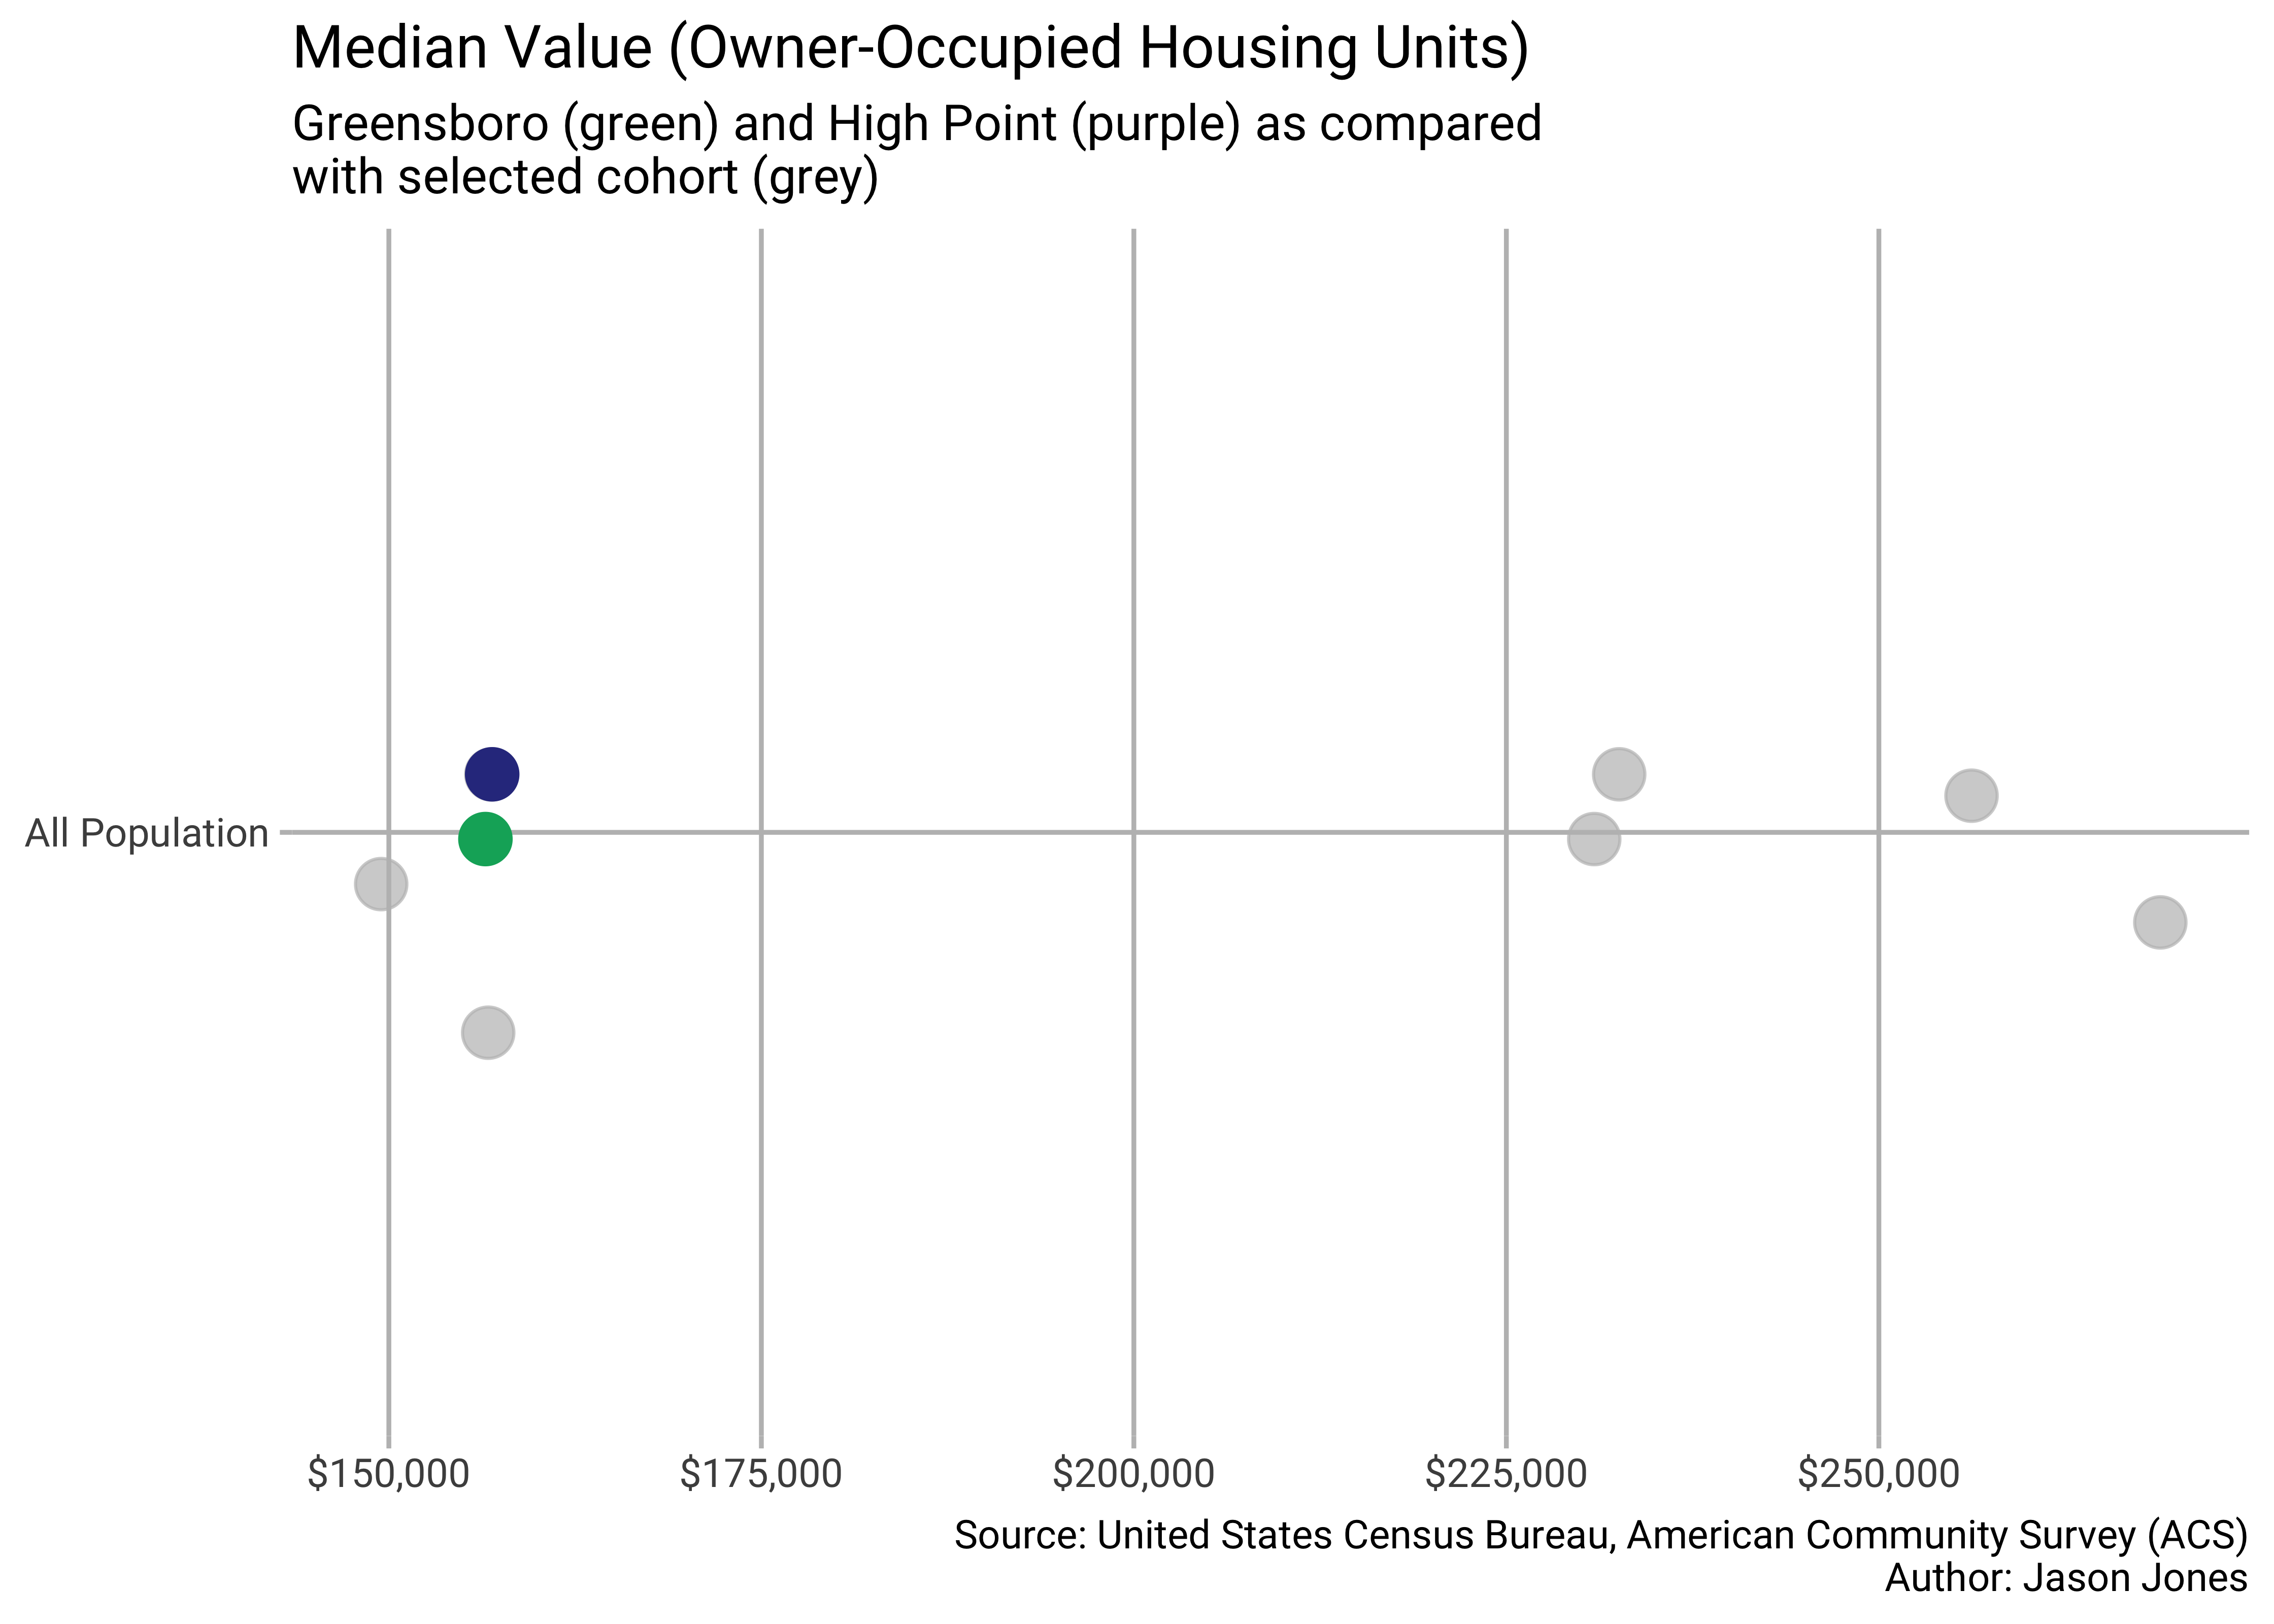 Median Value (Owner-Occupied Housing Units)
Greensboro (green) and High Point (purple) as compared
with selected cohort (grey)
All Population
$150,000
$175,000
$200,000
$225,000
$250,000
Source: United States Census Bureau, American Community Survey (ACS)
Author: Jason Jones